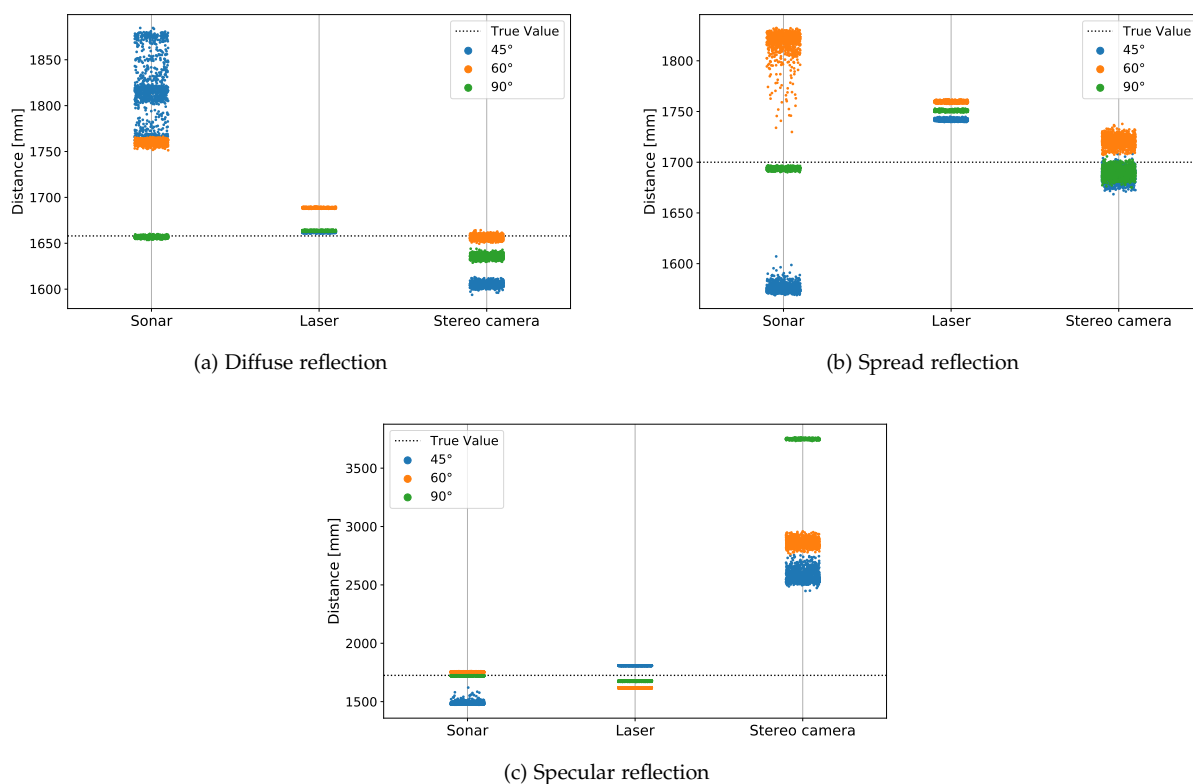 Distance [mm]
1850
1800
1750
1700
1650
1600
True Value
45°
60°
90°
Sonar
Laser
Stereo camera
(a) Diffuse reflection
Distance [mm]
1800
1750
1700
1650
1600
True Value
45°
60°
90°
Sonar
Laser
Stereo camera
(b) Spread reflection
Distance [mm]
3500
3000
2500
2000
1500
True Value
45°
60°
90°
Sonar
Laser
Stereo camera
(c) Specular reflection